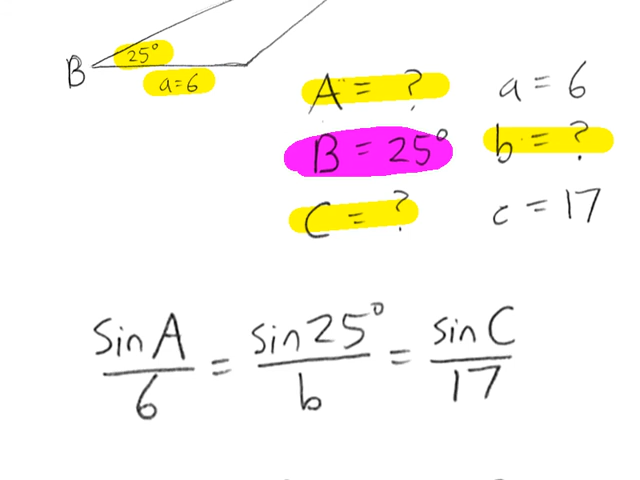 25°
B
a=6
A = ? a = 6
B = 25° b = ?
C = ? c = 17
sin A / 6 = sin 25° / b = sin C / 17